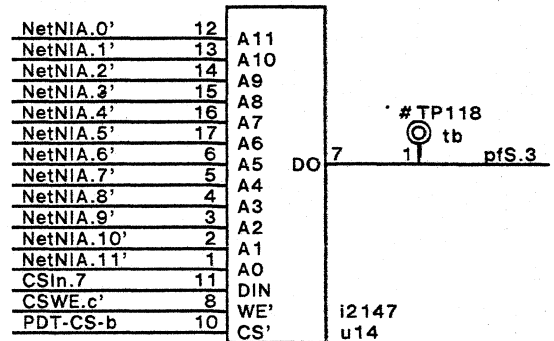 NetNIA.0' 12 A11
NetNIA.1' 13 A10
NetNIA.2' 14 A9
NetNIA.3' 15 A8
NetNIA.4' 16 A7
NetNIA.5' 17 A6
NetNIA.6' 6 A5
NetNIA.7' 5 A4
NetNIA.8' 4 A3
NetNIA.9' 3 A2
NetNIA.10' 2 A1
NetNIA.11' 1 A0
CSIn.7 11 DIN
CSWE.c' 8 WE'
PDT-CS-b 10 CS'
#TP118
tb
DO 7 1 pfS.3
i2147
u14